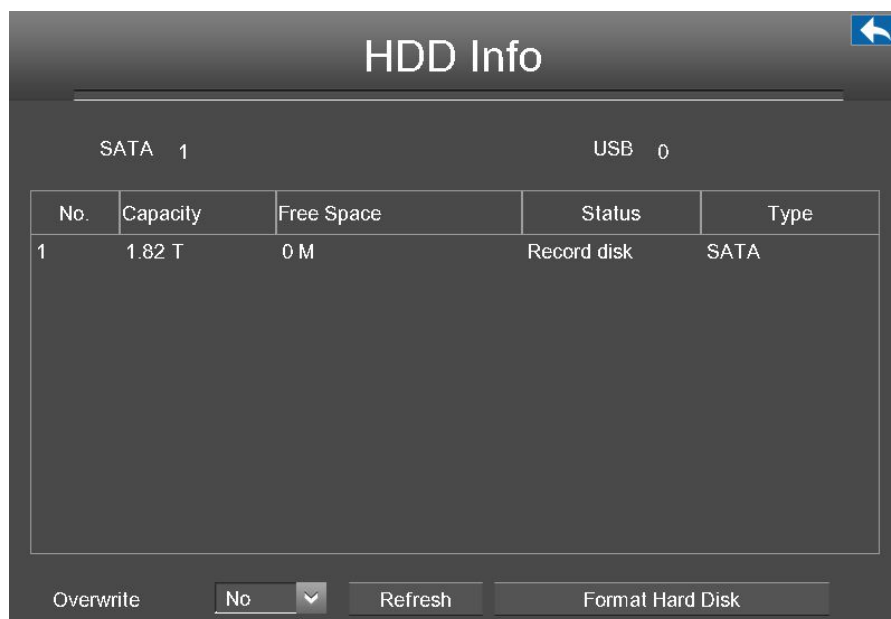 HDD Info
SATA 1 USB 0
No. Capacity Free Space Status Type
1 1.82 T 0 M Record disk SATA
Overwrite No Refresh Format Hard Disk